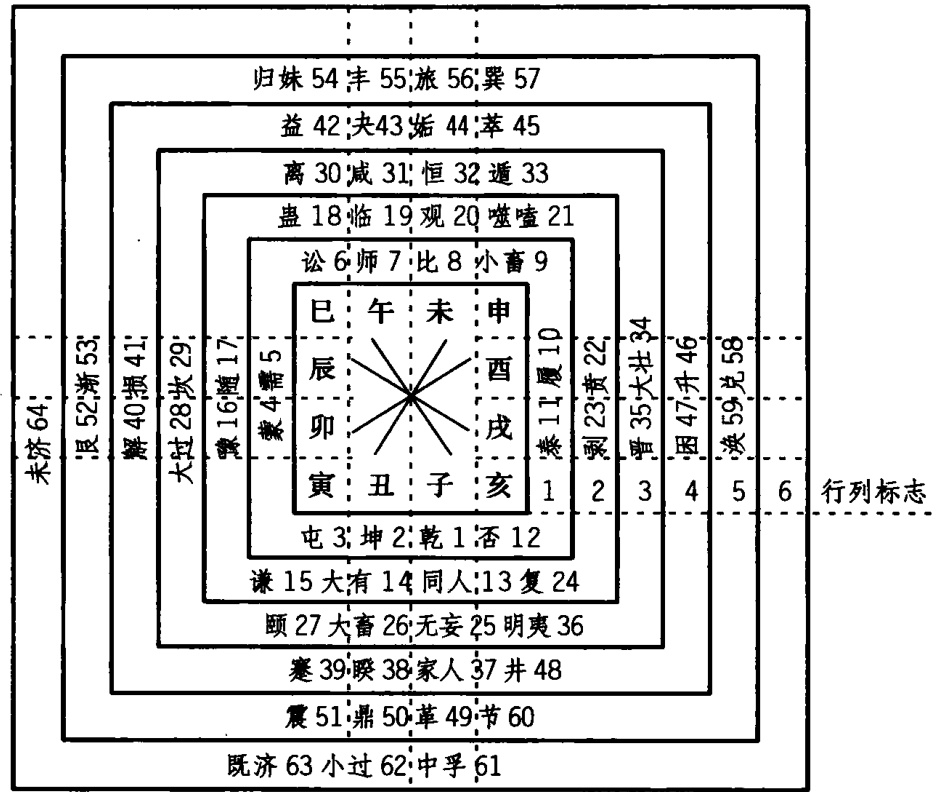 归妹 54 丰 55 旅 56 巽 57
益 42 夬43 姤 44 萃 45
离 30 咸 31 恒 32 遁 33
蛊 18 临 19 观 20 噬嗑 21
讼 6 师 7 比 8 小畜 9
巳 午 未 申
辰 酉
卯 戌
寅 丑 子 亥
未济 64
艮 52 渐 53
解 40 损 41
大过 28 坎 29
豫 16 随 17
蒙 4 需 5
泰 11 履 10
剥 23 贲 22
晋 35 大壮 34
困 47 升 46
涣 59 兑 58
1 2 3 4 5 6 行列标志
屯 3 坤 2 乾 1 否 12
谦 15 大有 14 同人 13 复 24
颐 27 大畜 26 无妄 25 明夷 36
蹇 39 睽 38 家人 37 井 48
震 51 鼎 50 革 49 节 60
既济 63 小过 62 中孚 61